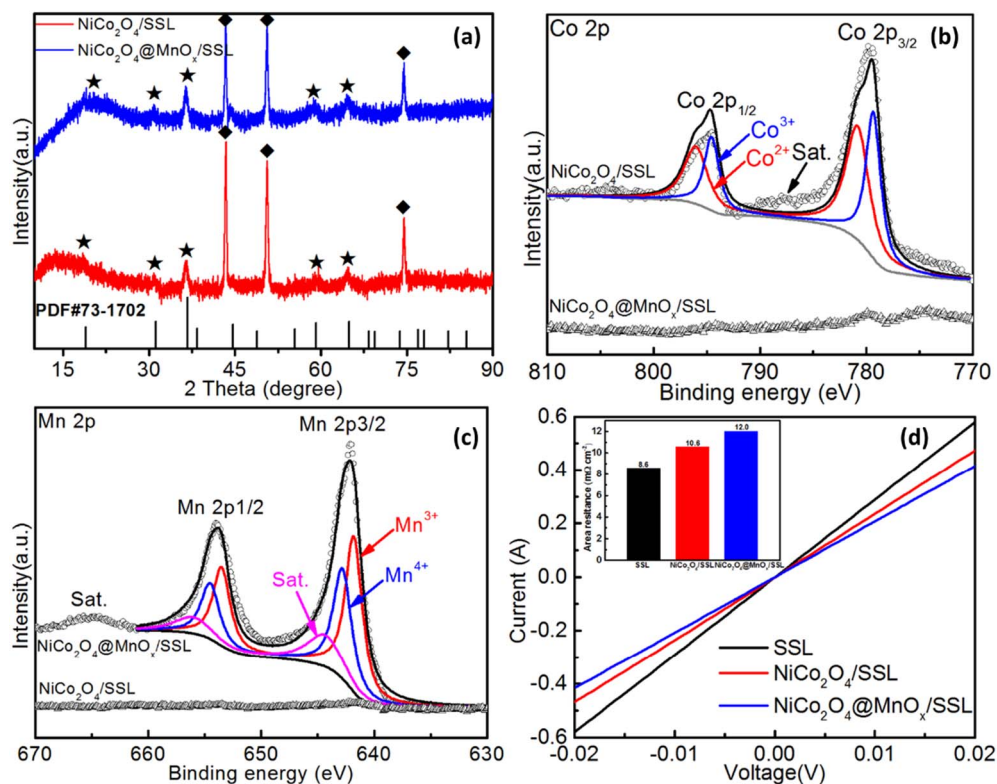 NiCo₂O₄/SSL
NiCo₂O₄@MnOₓ/SSL
(a)
★
◆
Intensity(a.u.)
PDF#73-1702
15 30 45 60 75 90
2 Theta (degree)
Co 2p
Co 2p₃/₂
(b)
Co 2p₁/₂
Co³⁺
Co²⁺
Sat.
NiCo₂O₄/SSL
NiCo₂O₄@MnOₓ/SSL
Intensity(a.u.)
810 800 790 780 770
Binding energy (eV)
Mn 2p
Mn 2p3/2
(c)
Mn 2p1/2
Mn³⁺
Mn⁴⁺
Sat.
Sat.
NiCo₂O₄@MnOₓ/SSL
NiCo₂O₄/SSL
Intensity(a.u.)
670 660 650 640 630
Binding energy (eV)
(d)
0.6
0.4
0.2
0.0
-0.2
-0.4
-0.6
Current (A)
12
10
8
6
4
2
0
Area resitance (mΩ cm⁻²)
8.6
10.6
12.0
SSL NiCo₂O₄/SSL NiCo₂O₄@MnOₓ/SSL
SSL
NiCo₂O₄/SSL
NiCo₂O₄@MnOₓ/SSL
-0.02 -0.01 0.00 0.01 0.02
Voltage(V)